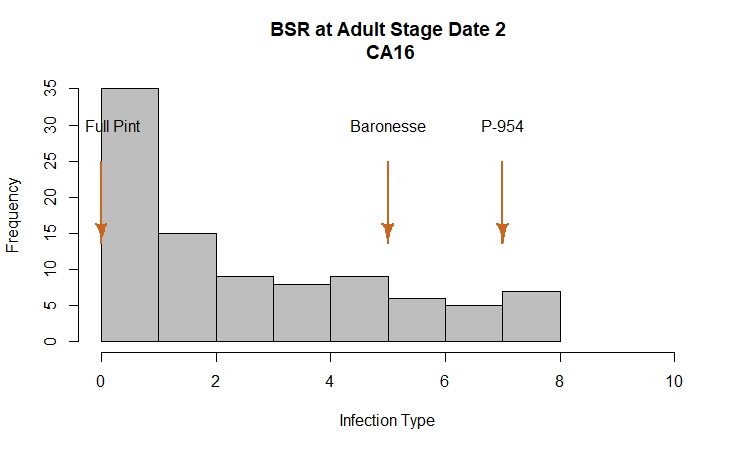 BSR at Adult Stage Date 2
CA16
Full Pint
Baronesse
P-954
Frequency
35
30
25
20
15
10
5
0
0
2
4
6
8
10
Infection Type